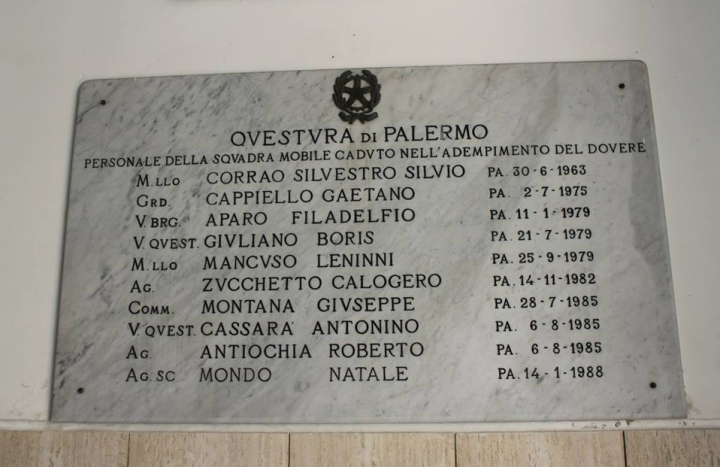 QVESTVRA DI PALERMO
PERSONALE DELLA SQVADRA MOBILE CADVTO NELL'ADEMPIMENTO DEL DOVERE
M.LLO CORRAO SILVESTRO SILVIO PA. 30-6-1963
GRD. CAPPIELLO GAETANO PA. 2-7-1975
V.BRG. APARO FILADELFIO PA. 11-1-1979
V.QVEST. GIVLIANO BORIS PA. 21-7-1979
M.LLO MANCVSO LENINNI PA. 25-9-1979
AG. ZVCCHETTO CALOGERO PA. 14-11-1982
COMM. MONTANA GIVSEPPE PA. 28-7-1985
V.QVEST. CASSARA' ANTONINO PA. 6-8-1985
AG. ANTIOCHIA ROBERTO PA. 6-8-1985
AG. SC MONDO NATALE PA. 14-1-1988